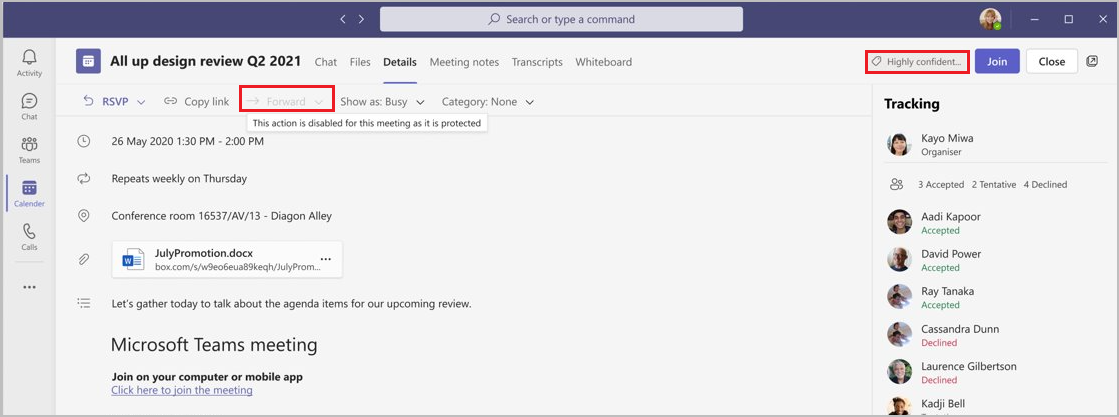 Search or type a command
Activity
Chat
Teams
Calender
Calls
All up design review Q2 2021
Chat
Files
Details
Meeting notes
Transcripts
Whiteboard
Highly confident...
Join
Close
RSVP
Copy link
Forward
Show as: Busy
Category: None
This action is disabled for this meeting as it is protected
26 May 2020 1:30 PM - 2:00 PM
Repeats weekly on Thursday
Conference room 16537/AV/13 - Diagon Alley
JulyPromotion.docx
box.com/s/w9eo6eua89keqh/JulyProm...
Let's gather today to talk about the agenda items for our upcoming review.
Microsoft Teams meeting
Join on your computer or mobile app
Click here to join the meeting
Tracking
Kayo Miwa
Organiser
3 Accepted 2 Tentative 4 Declined
Aadi Kapoor
Accepted
David Power
Accepted
Ray Tanaka
Accepted
Cassandra Dunn
Declined
Laurence Gilbertson
Declined
Kadji Bell